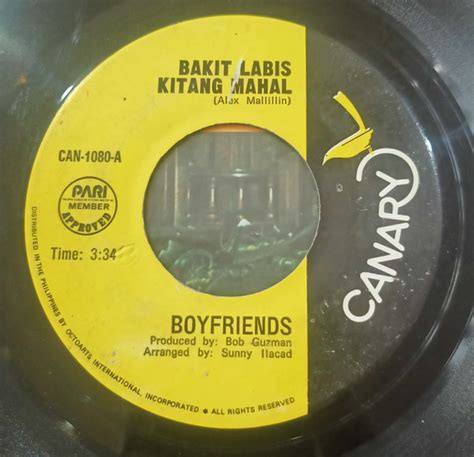 BAKIT LABIS
KITANG MAHAL
(Alex Mallillin)
CAN-1080-A
PARI
MEMBER
APPROVED
Time: 3:34
CANARY
BOYFRIENDS
Produced by: Bob Guzman
Arranged by: Sunny Ilacad
DISTRIBUTED IN THE PHILIPPINES BY OCTOARTS INTERNATIONAL, INCORPORATED ● ALL RIGHTS RESERVED